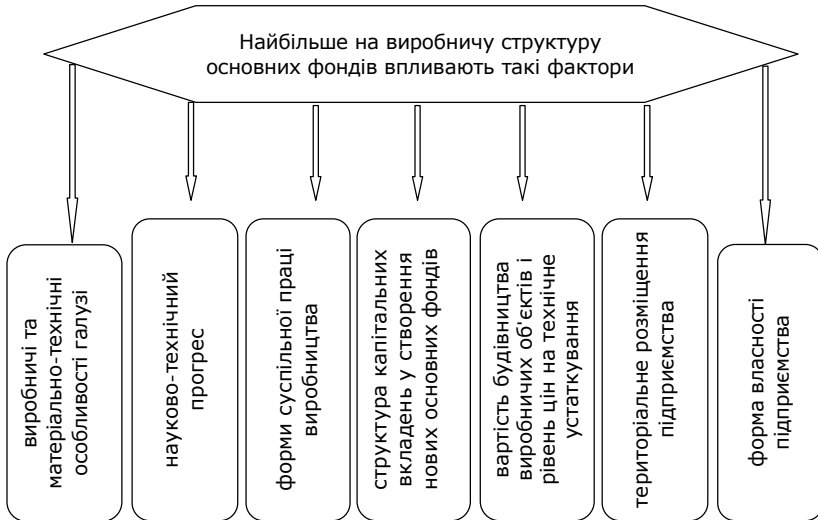 Найбільше на виробничу структуру
основних фондів впливають такі фактори
виробничі та
матеріально-технічні
особливості галузі
науково-технічний
прогрес
форми суспільної праці
виробництва
структура капітальних
вкладень у створення
нових основних фондів
вартість будівництва
виробничих об'єктів і
рівень цін на технічне
устаткування
територіальне розміщення
підприємства
форма власності
підприємства